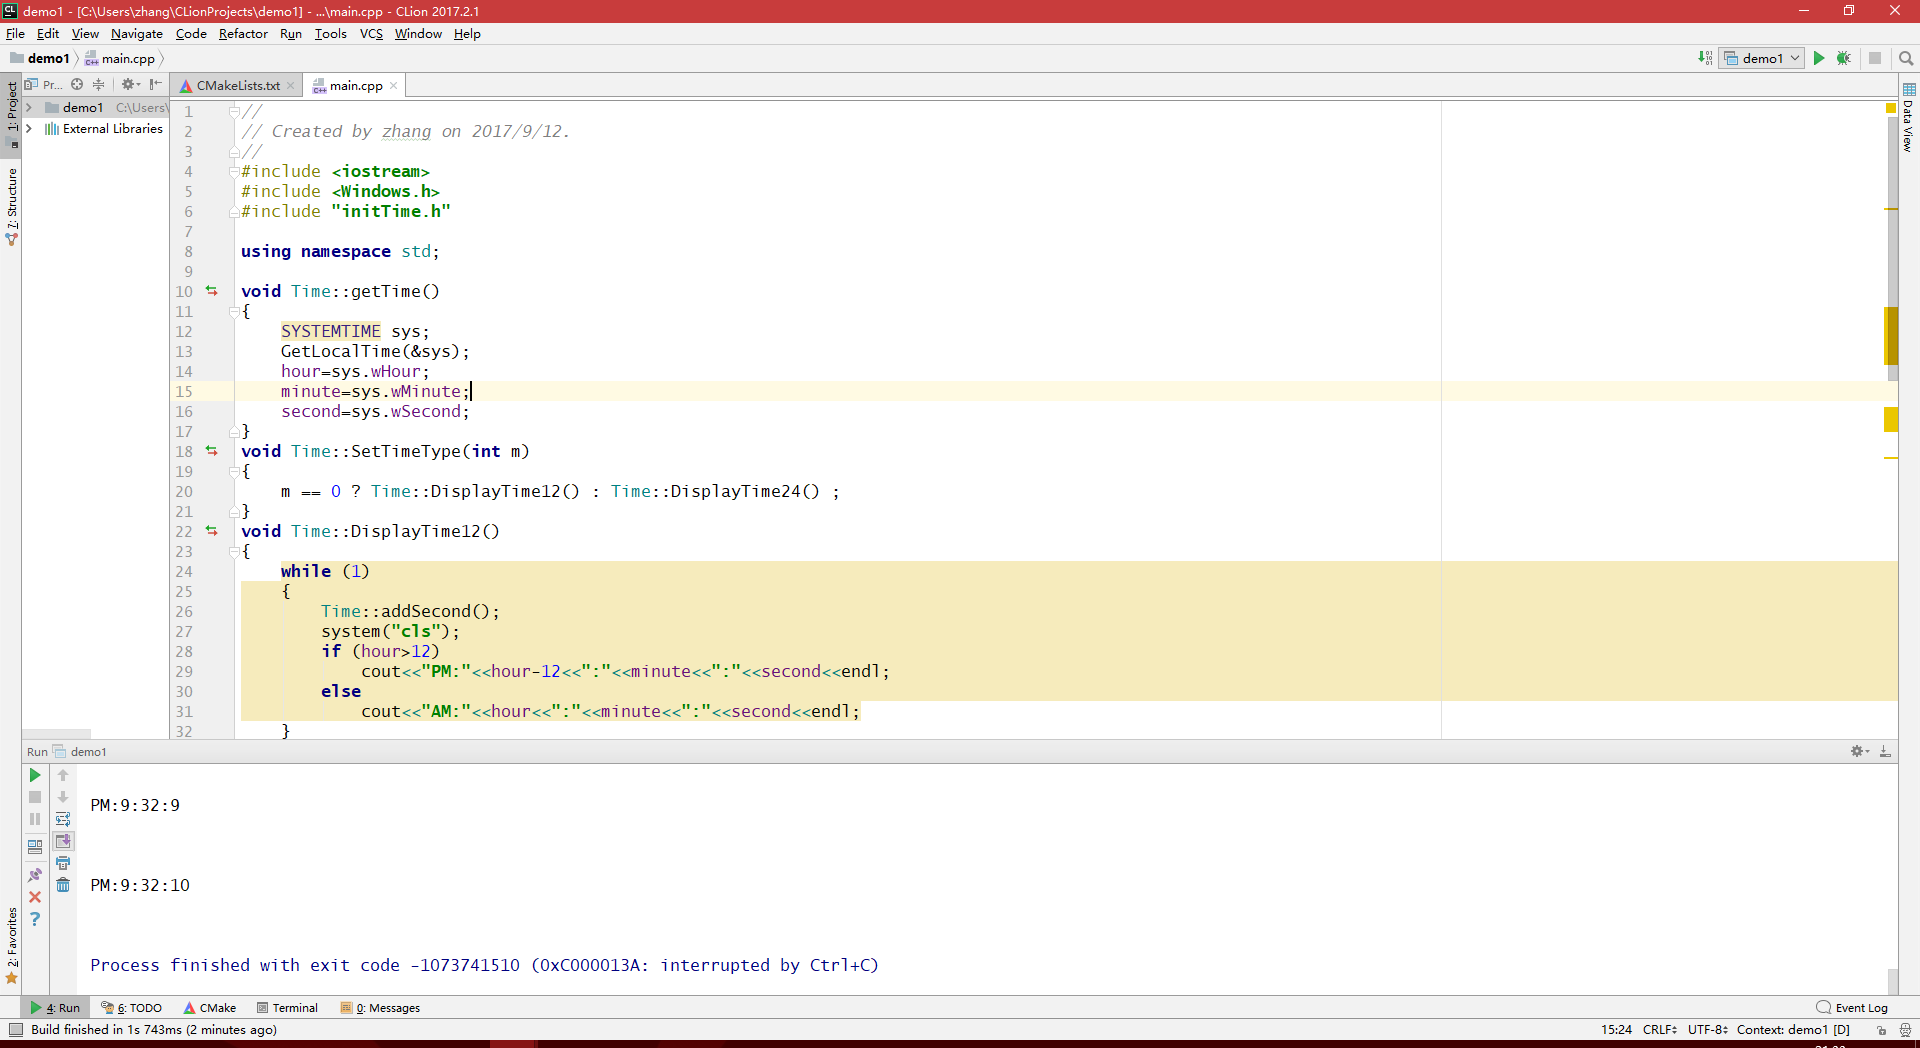 demo1 - [C:\Users\zhang\CLionProjects\demo1] - ...\main.cpp - CLion 2017.2.1
File Edit View Navigate Code Refactor Run Tools VCS Window Help
demo1 main.cpp
demo1
Pr...
CMakeLists.txt main.cpp
1: Project
7: Structure
2: Favorites
Data View
demo1 C:\Users\
External Libraries
1 //
2 // Created by zhang on 2017/9/12.
3 //
4 #include <iostream>
5 #include <Windows.h>
6 #include "initTime.h"
7
8 using namespace std;
9
10 void Time::getTime()
11 {
12 SYSTEMTIME sys;
13 GetLocalTime(&sys);
14 hour=sys.wHour;
15 minute=sys.wMinute;
16 second=sys.wSecond;
17 }
18 void Time::SetTimeType(int m)
19 {
20 m == 0 ? Time::DisplayTime12() : Time::DisplayTime24() ;
21 }
22 void Time::DisplayTime12()
23 {
24 while (1)
25 {
26 Time::addSecond();
27 system("cls");
28 if (hour>12)
29 cout<<"PM:"<<hour-12<<":"<<minute<<":"<<second<<endl;
30 else
31 cout<<"AM:"<<hour<<":"<<minute<<":"<<second<<endl;
32 }
Run demo1
PM:9:32:9
PM:9:32:10
Process finished with exit code -1073741510 (0xC000013A: interrupted by Ctrl+C)
4: Run 6: TODO CMake Terminal 0: Messages Event Log
Build finished in 1s 743ms (2 minutes ago) 15:24 CRLF UTF-8 Context: demo1 [D]